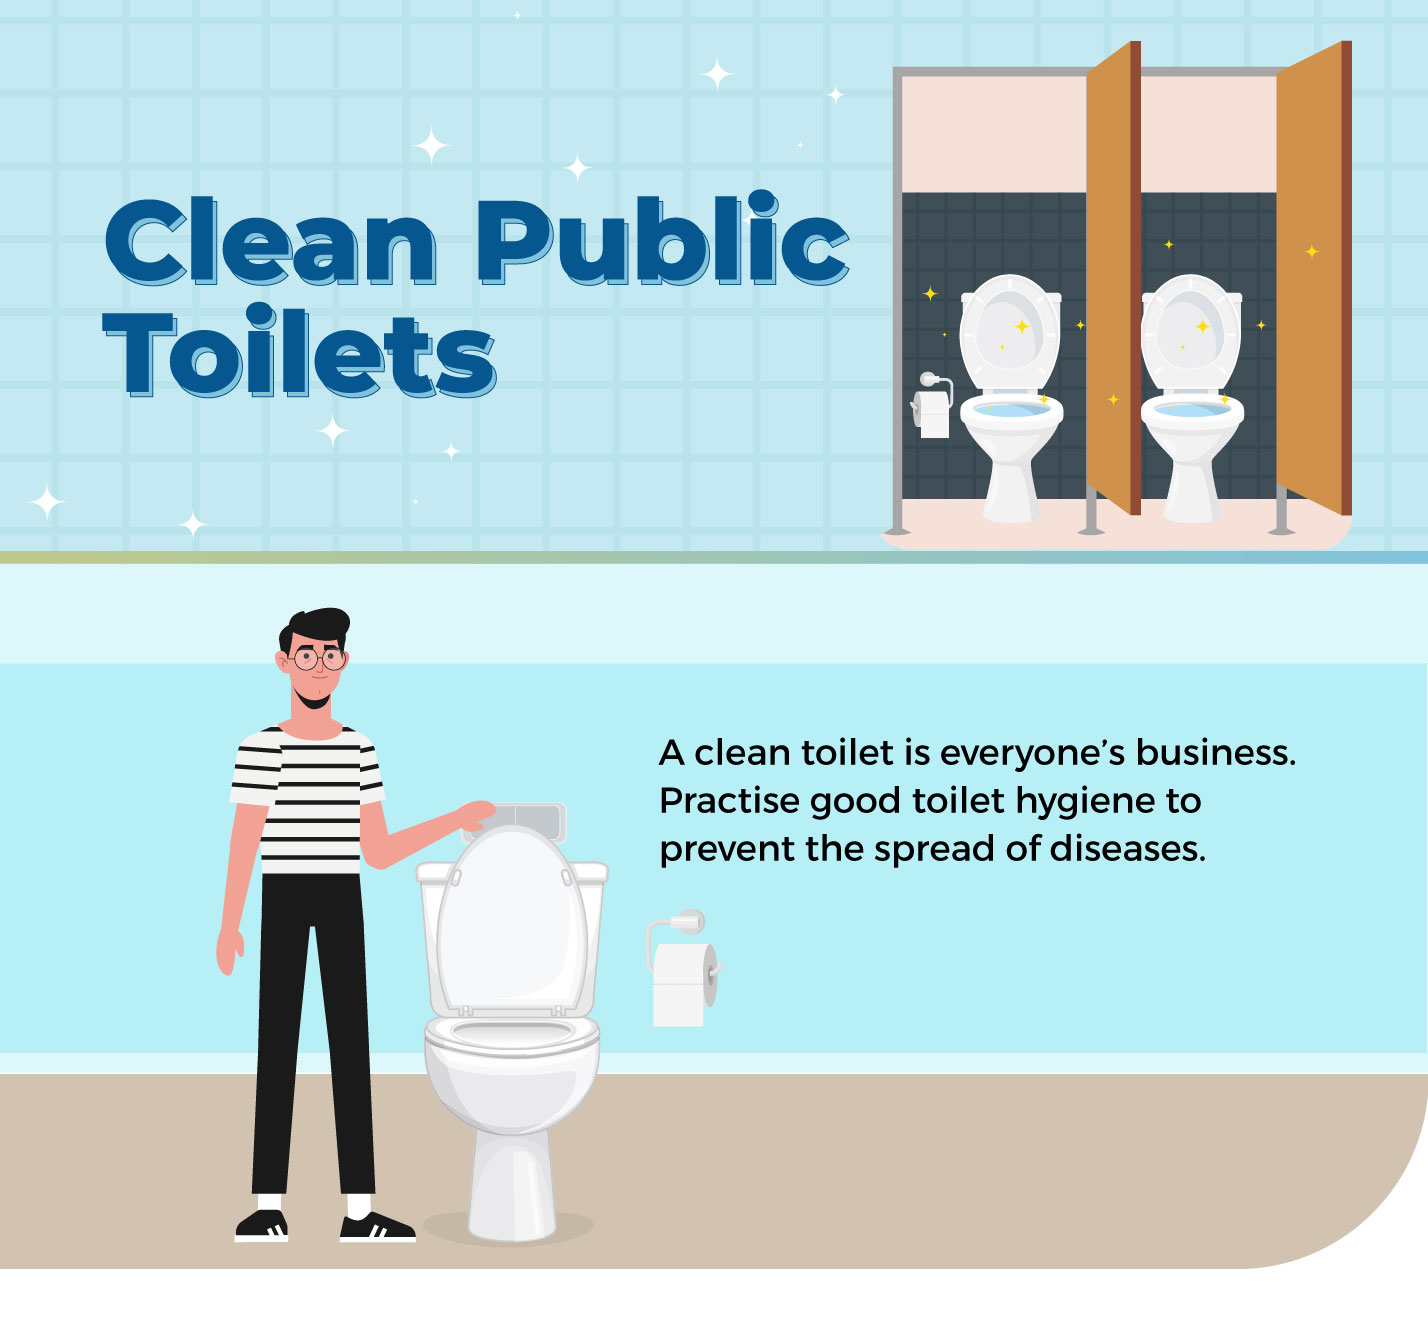 Clean Public
Toilets
A clean toilet is everyone’s business.
Practise good toilet hygiene to
prevent the spread of diseases.